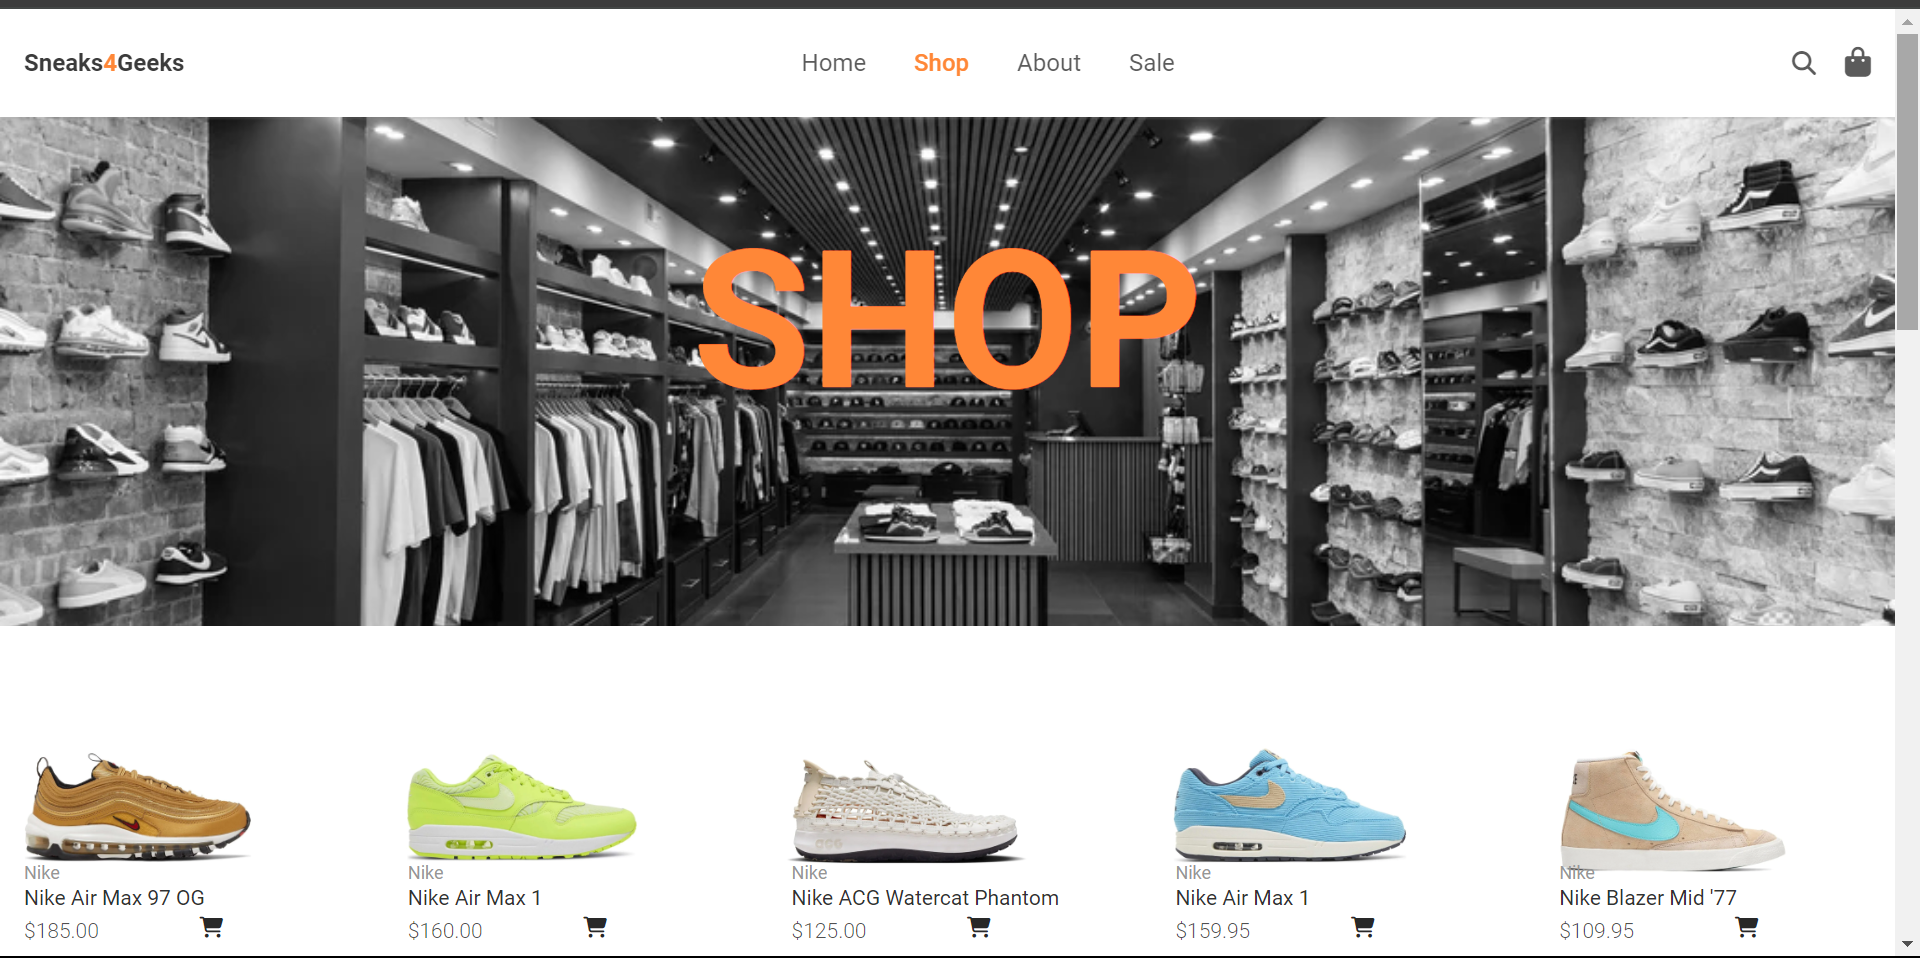 Sneaks4Geeks
Home Shop About Sale
SHOP
Nike
Nike Air Max 97 OG
$185.00
Nike
Nike Air Max 1
$160.00
Nike
Nike ACG Watercat Phantom
$125.00
Nike
Nike Air Max 1
$159.95
Nike
Nike Blazer Mid '77
$109.95